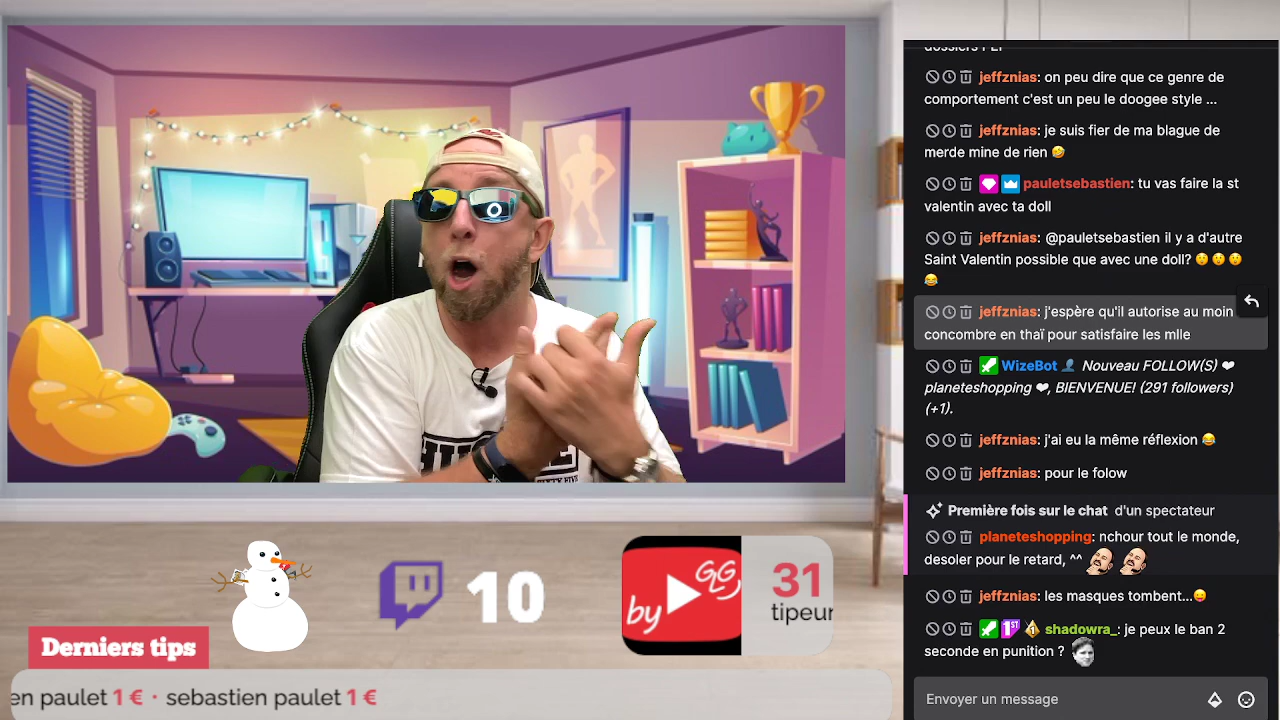 jeffznias: on peu dire que ce genre de
comportement c'est un peu le doogee style ...
jeffznias: je suis fier de ma blague de
merde mine de rien 🤣
pauletsebastien: tu vas faire la st
valentin avec ta doll
jeffznias: @pauletsebastien il y a d'autre
Saint Valentin possible que avec une doll? 🤨🤨🤨
😂
jeffznias: j'espère qu'il autorise au moin
concombre en thaï pour satisfaire les mlle
WizeBot 👤 Nouveau FOLLOW(S) ❤
planeteshopping ❤, BIENVENUE! (291 followers)
(+1).
jeffznias: j'ai eu la même réflexion 😂
jeffznias: pour le folow
Première fois sur le chat d'un spectateur
planeteshopping: nchour tout le monde,
desoler pour le retard, ^^
jeffznias: les masques tombent...😛
1ST 1 shadowra_: je peux le ban 2
seconde en punition ?
Envoyer un message
10
by GG
31
tipeur
Derniers tips
en paulet 1 € · sebastien paulet 1 €